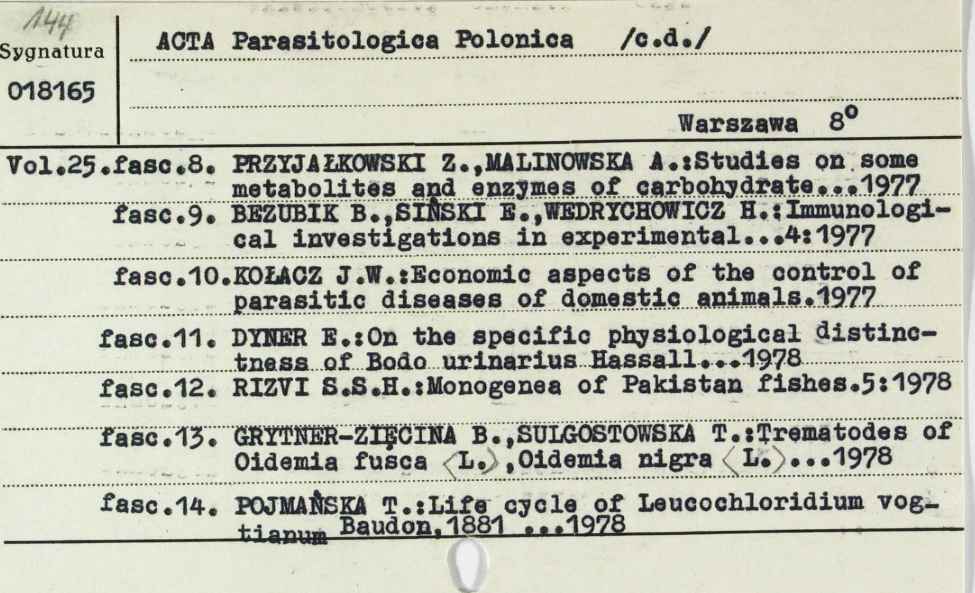 144
Sygnatura
018165
ACTA Parasitologica Polonica /c.d./
Warszawa 8º
Vol.25.fasc.8. PRZYJAŁKOWSKI Z.,MALINOWSKA A.:Studies on some
metabolites and enzymes of carbohydrate...1977
fasc.9. BEZUBIK B.,SIŃSKI E.,WEDRYCHOWICZ H.:Immunologi-
cal investigations in experimental...4:1977
fasc.10.KOŁACZ J.W.:Economic aspects of the control of
parasitic diseases of domestic animals.1977
fasc.11. DYNER E.:On the specific physiological distinc-
tness of Bodo urinarius Hassall...1978
fasc.12. RIZVI S.S.H.:Monogenea of Pakistan fishes.5:1978
fasc.13. GRYTNER-ZIĘCINA B.,SULGOSTOWSKA T.:Trematodes of
Oidemia fusca (L.),Oidemia nigra (L.)...1978
fasc.14. POJMAŃSKA T.:Life cycle of Leucochloridium vog-
tianum Baudon,1881 ...1978